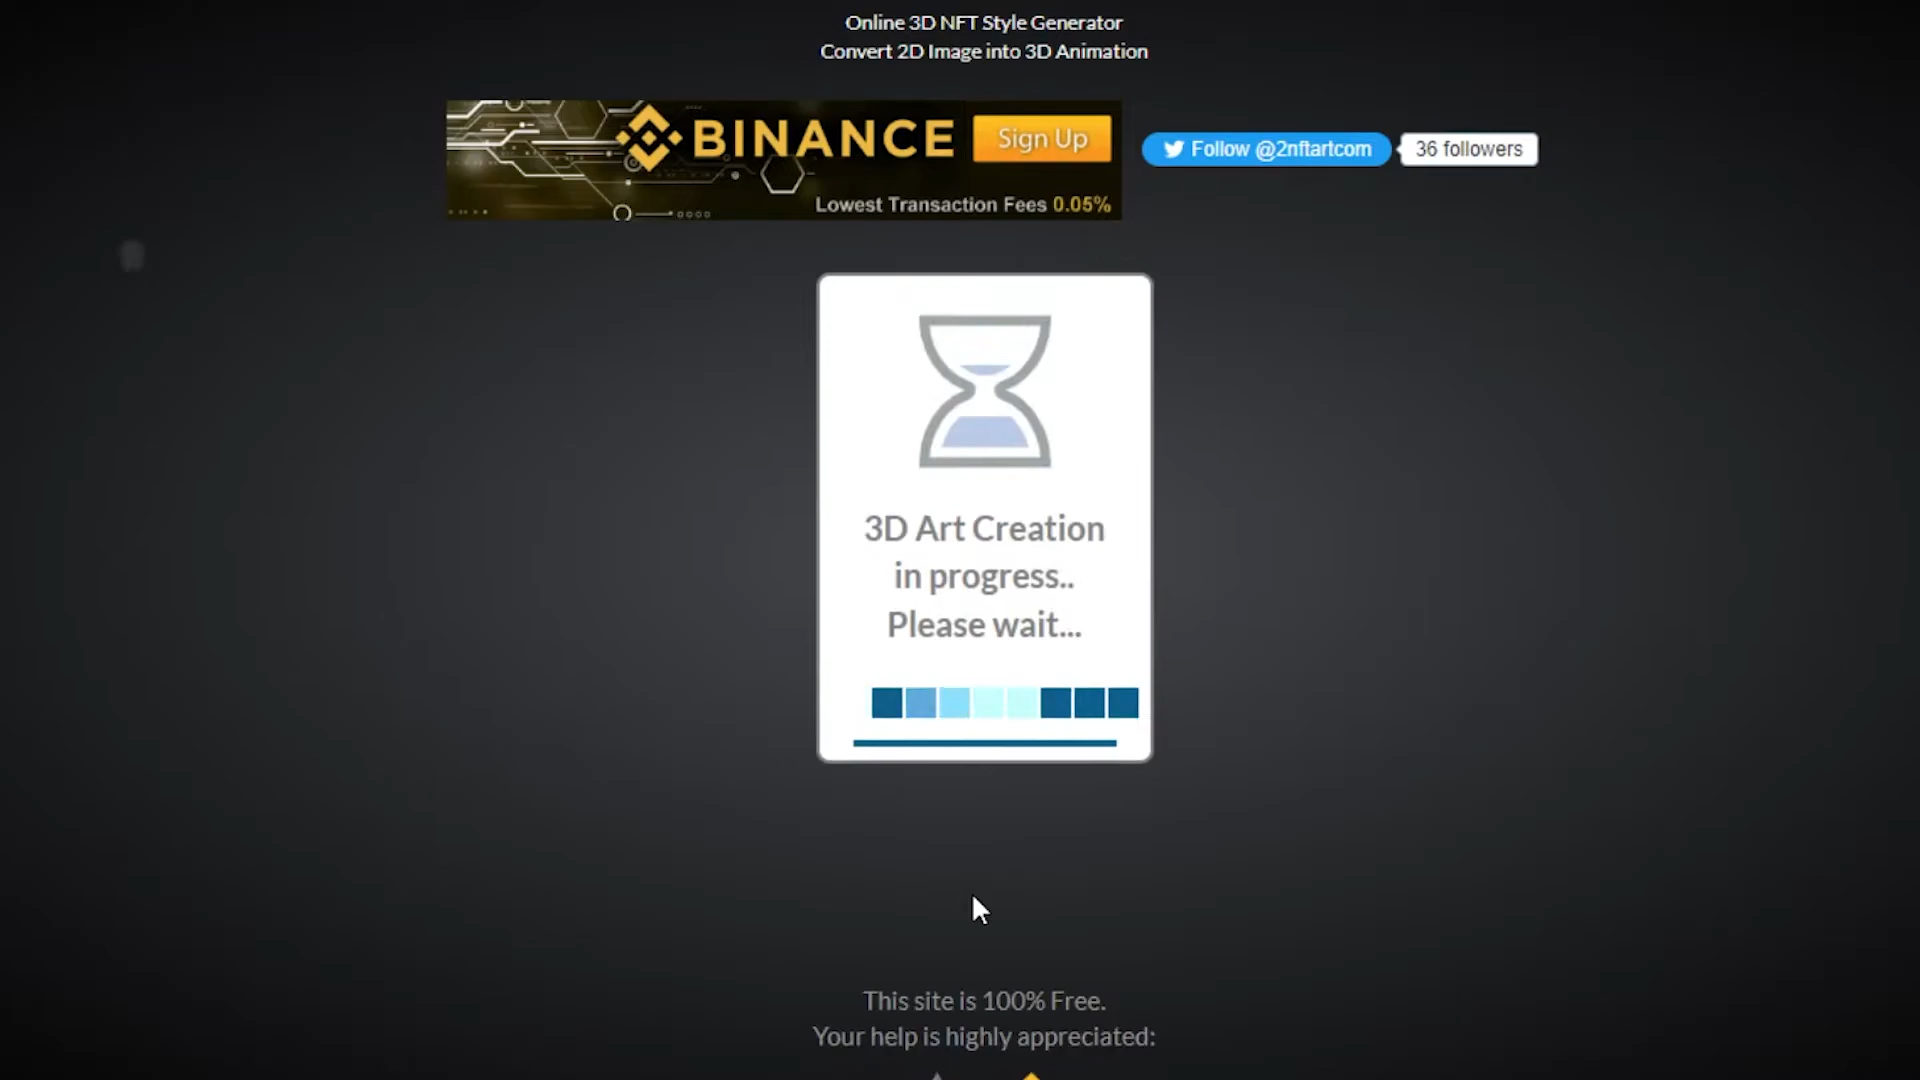 Online 3D NFT Style Generator
Convert 2D Image into 3D Animation
BINANCE
Sign Up
Lowest Transaction Fees 0.05%
Follow @2nftartcom
36 followers
3D Art Creation
in progress..
Please wait...
This site is 100% Free.
Your help is highly appreciated: